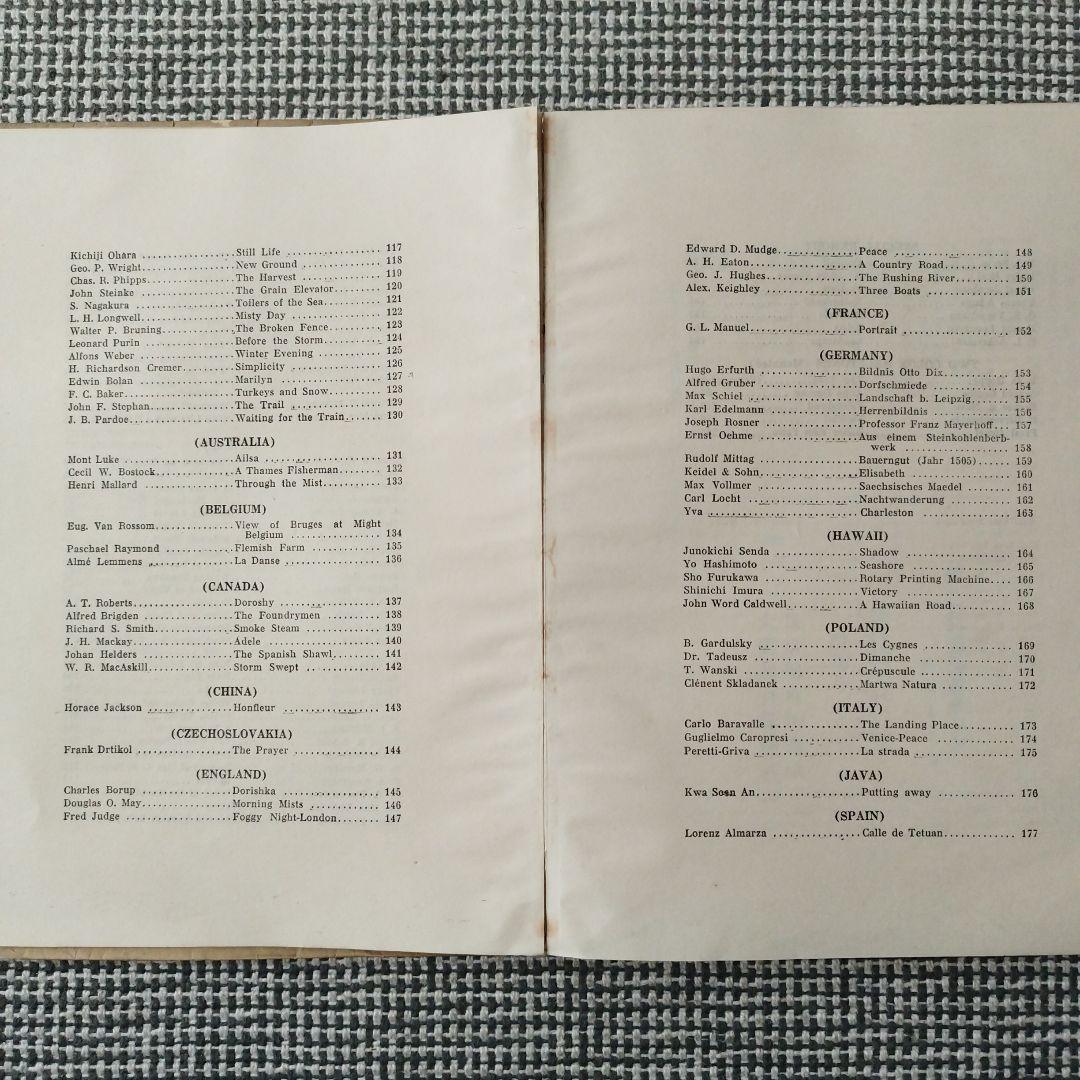 Kichiji Ohara ................Still Life .................. 117
Geo. P. Wright................New Ground .................. 118
Chas. R. Phipps................The Harvest .................. 119
John Steinke ................The Grain Elevator.......... 120
S. Nagakura ................Toilers of the Sea........... 121
L. H. Longwell................Misty Day .................. 122
Walter P. Bruning.............The Broken Fence........... 123
Leonard Purin ................Before the Storm............ 124
Alfons Weber ................Winter Evening ............. 125
H. Richardson Cremer..........Simplicity .................. 126
Edwin Bolan ................Marilyn .................. 127
F. C. Baker................Turkeys and Snow........... 128
John F. Stephan................The Trail .................. 129
J. B. Pardoe................Waiting for the Train....... 130
(AUSTRALIA)
Mont Luke ................Ailsa .................. 131
Cecil W. Bostock..............A Thames Fisherman........ 132
Henri Mallard ................Through the Mist............ 133
(BELGIUM)
Eug. Van Rossom...............View of Bruges at Might
Belgium ................ 134
Paschael Raymond .............Flemish Farm .............. 135
Almé Lemmens ................La Danse .................. 136
(CANADA)
A. T. Roberts................Doroshy .................. 137
Alfred Brigden ................The Foundrymen ........... 138
Richard S. Smith..............Smoke Steam .............. 139
J. H. Mackay................Adele .................. 140
Johan Helders ................The Spanish Shawl......... 141
W. R. MacAskill..............Storm Swept .............. 142
(CHINA)
Horace Jackson ................Honfleur .................. 143
(CZECHOSLOVAKIA)
Frank Drtikol ................The Prayer ................ 144
(ENGLAND)
Charles Borup ................Dorishka .................. 145
Douglas O. May................Morning Mists ............. 146
Fred Judge ................Foggy Night-London........ 147
Edward D. Mudge..............Peace .................. 148
A. H. Eaton................A Country Road............ 149
Geo. J. Hughes................The Rushing River.......... 150
Alex. Keighley ................Three Boats ............... 151
(FRANCE)
G. L. Manuel................Portrait .................. 152
(GERMANY)
Hugo Erfurth ................Bildnis Otto Dix............ 153
Alfred Gruber ................Dorfschmiede .............. 154
Max Schiel ................Landschaft b. Leipzig....... 155
Karl Edelmann ................Herrenbildnis .............. 156
Joseph Rosner ................Professor Franz Mayerhoff... 157
Ernst Oehme ................Aus einem Steinkohlenberb-
werk .................. 158
Rudolf Mittag ................Bauerngut (Jahr 1505)...... 159
Keidel & Sohn................Elisabeth .................. 160
Max Vollmer ................Saechsisches Maedel ....... 161
Carl Locht ................Nachtwanderung ........... 162
Yva ................Charleston ................ 163
(HAWAII)
Junokichi Senda ..............Shadow .................. 164
Yo Hashimoto ................Seashore .................. 165
Sho Furukawa ................Rotary Printing Machine.... 166
Shinichi Imura ................Victory .................. 167
John Word Caldwell............A Hawaiian Road........... 168
(POLAND)
B. Gardulsky ................Les Cygnes ................ 169
Dr. Tadeusz ................Dimanche .................. 170
T. Wanski ................Crépuscule ................ 171
Clénent Skladanek .............Martwa Natura ............. 172
(ITALY)
Carlo Baravalle ...............The Landing Place.......... 173
Guglielmo Caropresi ...........Venice-Peace .............. 174
Peretti-Griva ................La strada .................. 175
(JAVA)
Kwa Soen An................Putting away .............. 176
(SPAIN)
Lorenz Almarza ...............Calle de Tetuan............. 177